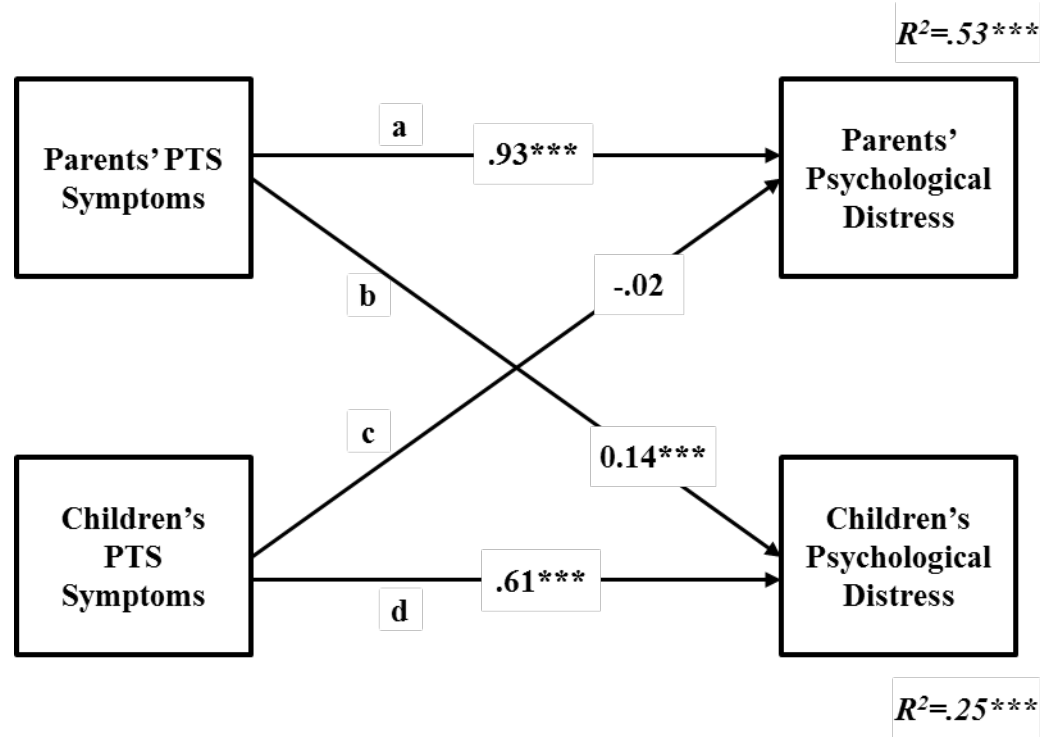 R²=.53***
Parents’ PTS
Symptoms
a
.93***
Parents’
Psychological
Distress
b
-.02
c
0.14***
Children’s
PTS
Symptoms
.61***
d
Children’s
Psychological
Distress
R²=.25***